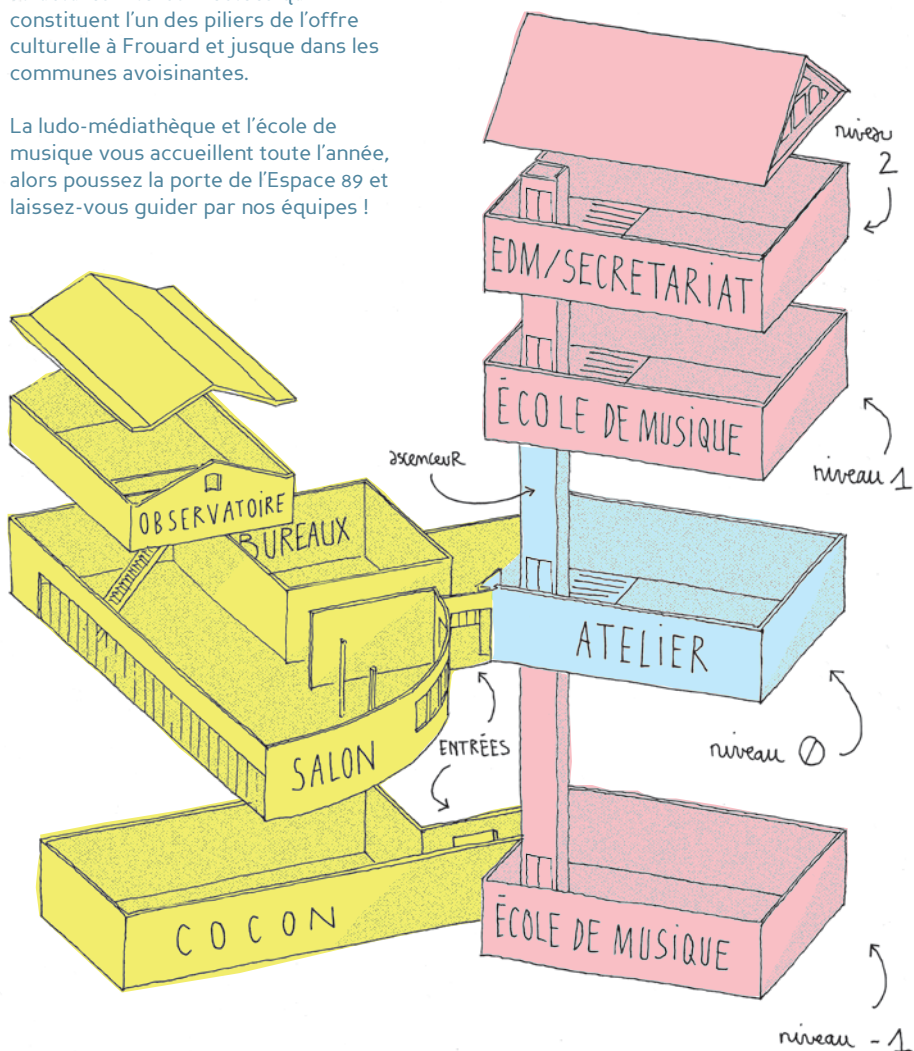 constituent l'un des piliers de l'offre
culturelle à Frouard et jusque dans les
communes avoisinantes.
La ludo-médiathèque et l'école de
musique vous accueillent toute l'année,
alors poussez la porte de l'Espace 89 et
laissez-vous guider par nos équipes !
niveau
2
EDM/SECRETARIAT
ÉCOLE DE MUSIQUE
niveau 1
ascenceur
OBSERVATOIRE
BUREAUX
ATELIER
niveau 0
ENTRÉES
SALON
COCON
ÉCOLE DE MUSIQUE
niveau -1